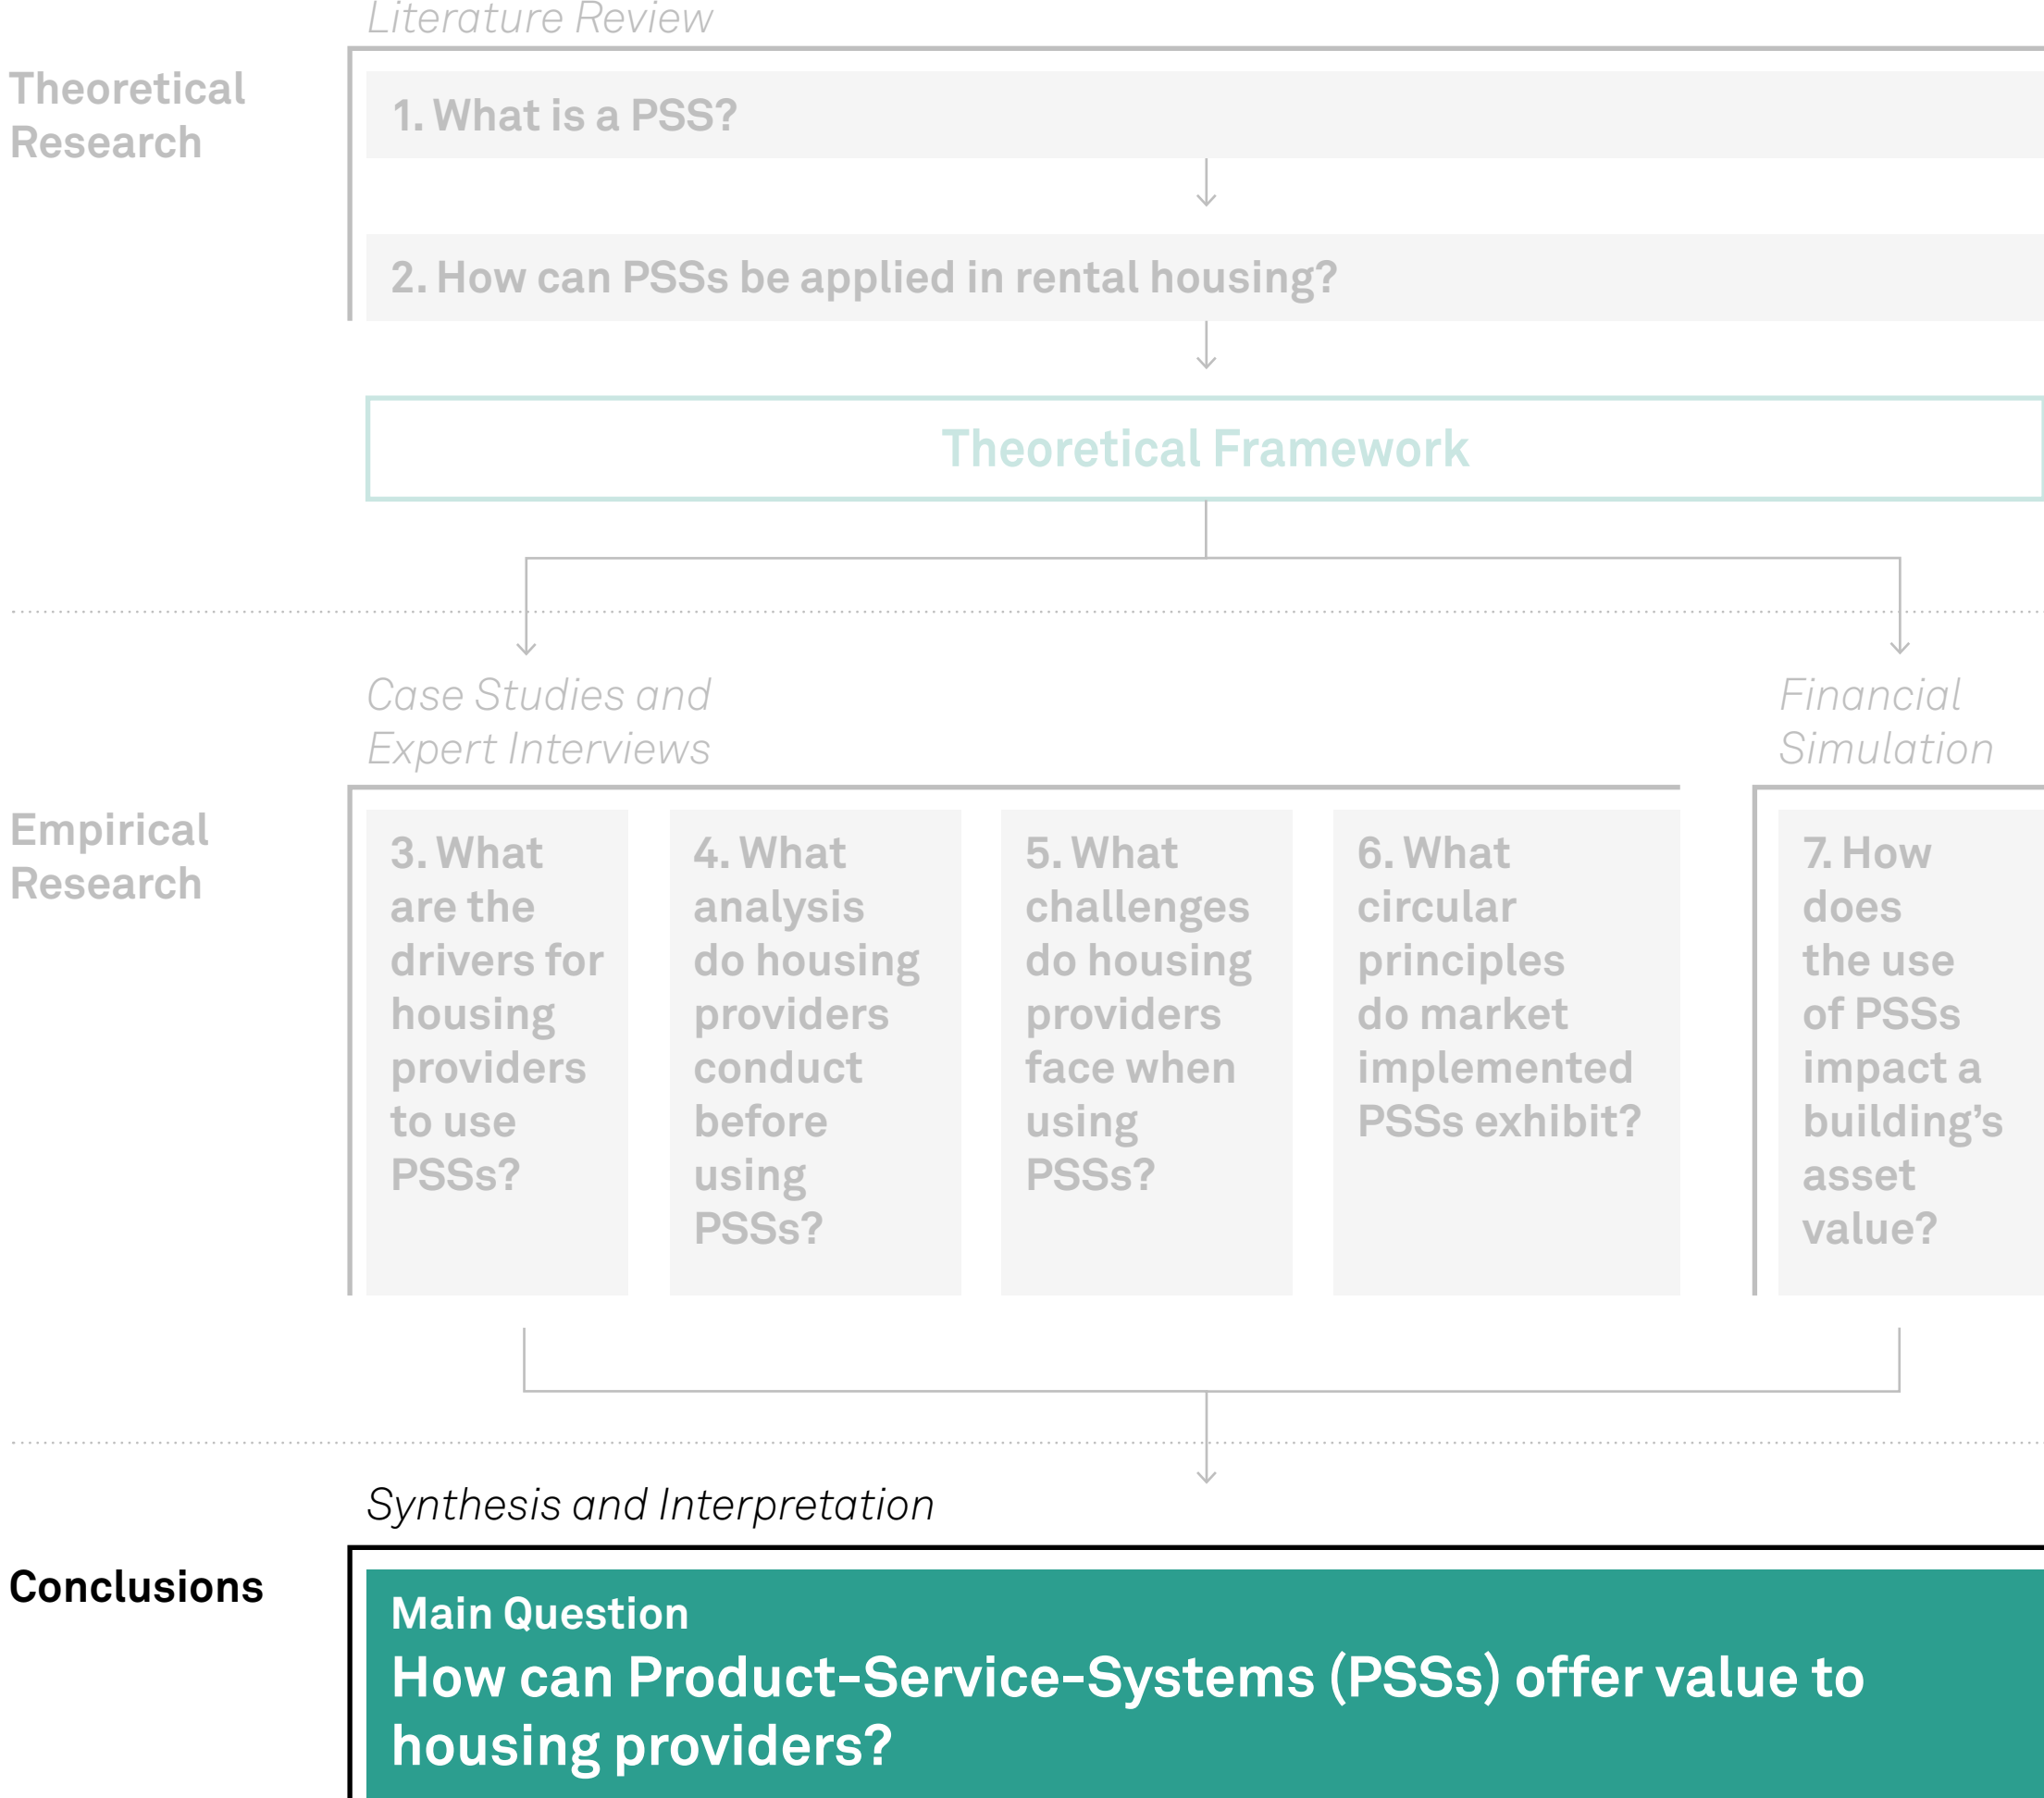 Literature Review
Theoretical
Research
1. What is a PSS?
2. How can PSSs be applied in rental housing?
Theoretical Framework
Case Studies and
Expert Interviews
Financial
Simulation
Empirical
Research
3. What
are the
drivers for
housing
providers
to use
PSSs?
4. What
analysis
do housing
providers
conduct
before
using
PSSs?
5. What
challenges
do housing
providers
face when
using
PSSs?
6. What
circular
principles
do market
implemented
PSSs exhibit?
7. How
does
the use
of PSSs
impact a
building's
asset
value?
Synthesis and Interpretation
Conclusions
Main Question
How can Product-Service-Systems (PSSs) offer value to
housing providers?